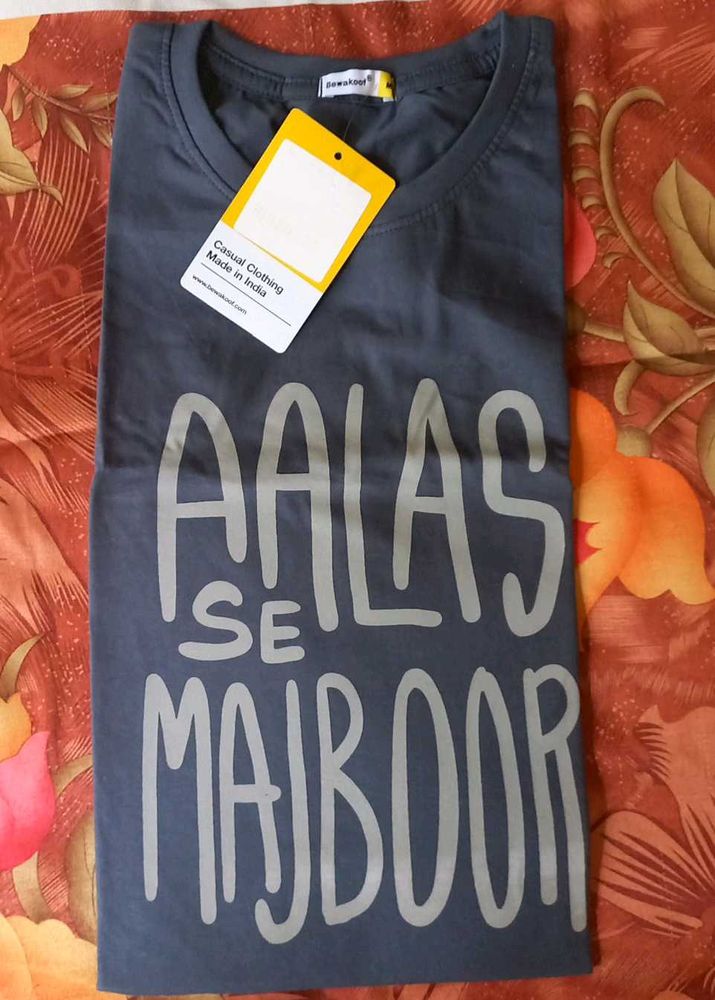 Bewakoof®
M
Casual Clothing
Made in India
www.bewakoof.com
AALAS
SE
MAJBOOR